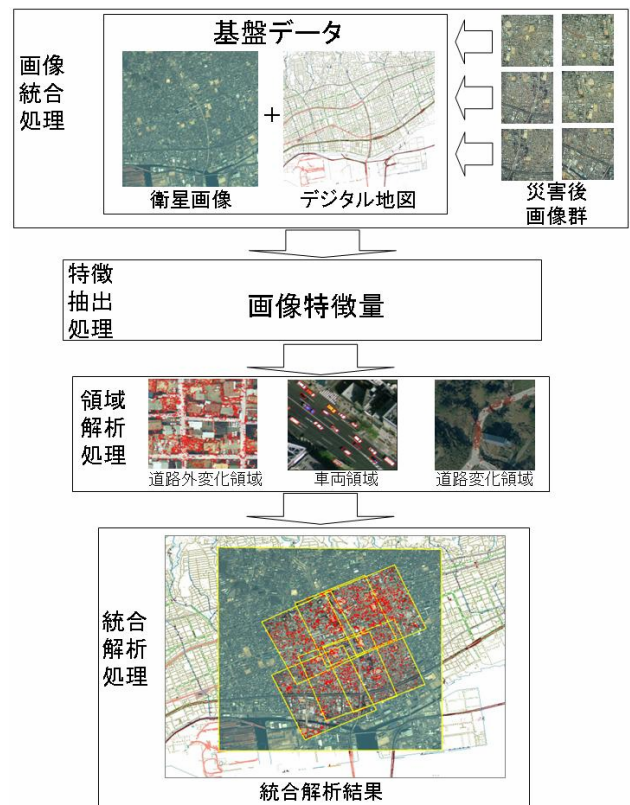 画像
統合
処理
基盤データ
+
衛星画像
デジタル地図
災害後
画像群
特徴
抽出
処理
画像特徴量
領域
解析
処理
道路外変化領域
車両領域
道路変化領域
統合
解析
処理
統合解析結果